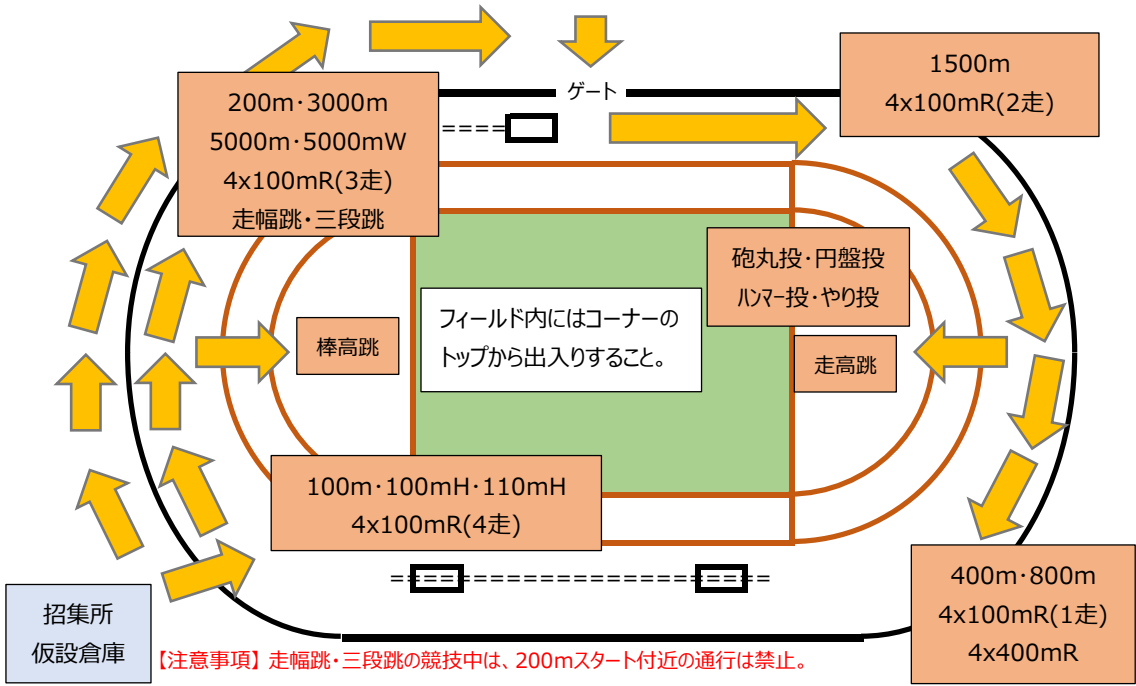 ゲート
1500m
4x100mR(2走)
200m・3000m
5000m・5000mW
4x100mR(3走)
走幅跳・三段跳
砲丸投・円盤投
ﾊﾝﾏｰ投・やり投
フィールド内にはコーナーの
トップから出入りすること。
棒高跳
走高跳
100m・100mH・110mH
4x100mR(4走)
400m・800m
4x100mR(1走)
4x400mR
招集所
仮設倉庫
【注意事項】走幅跳・三段跳の競技中は、200mスタート付近の通行は禁止。